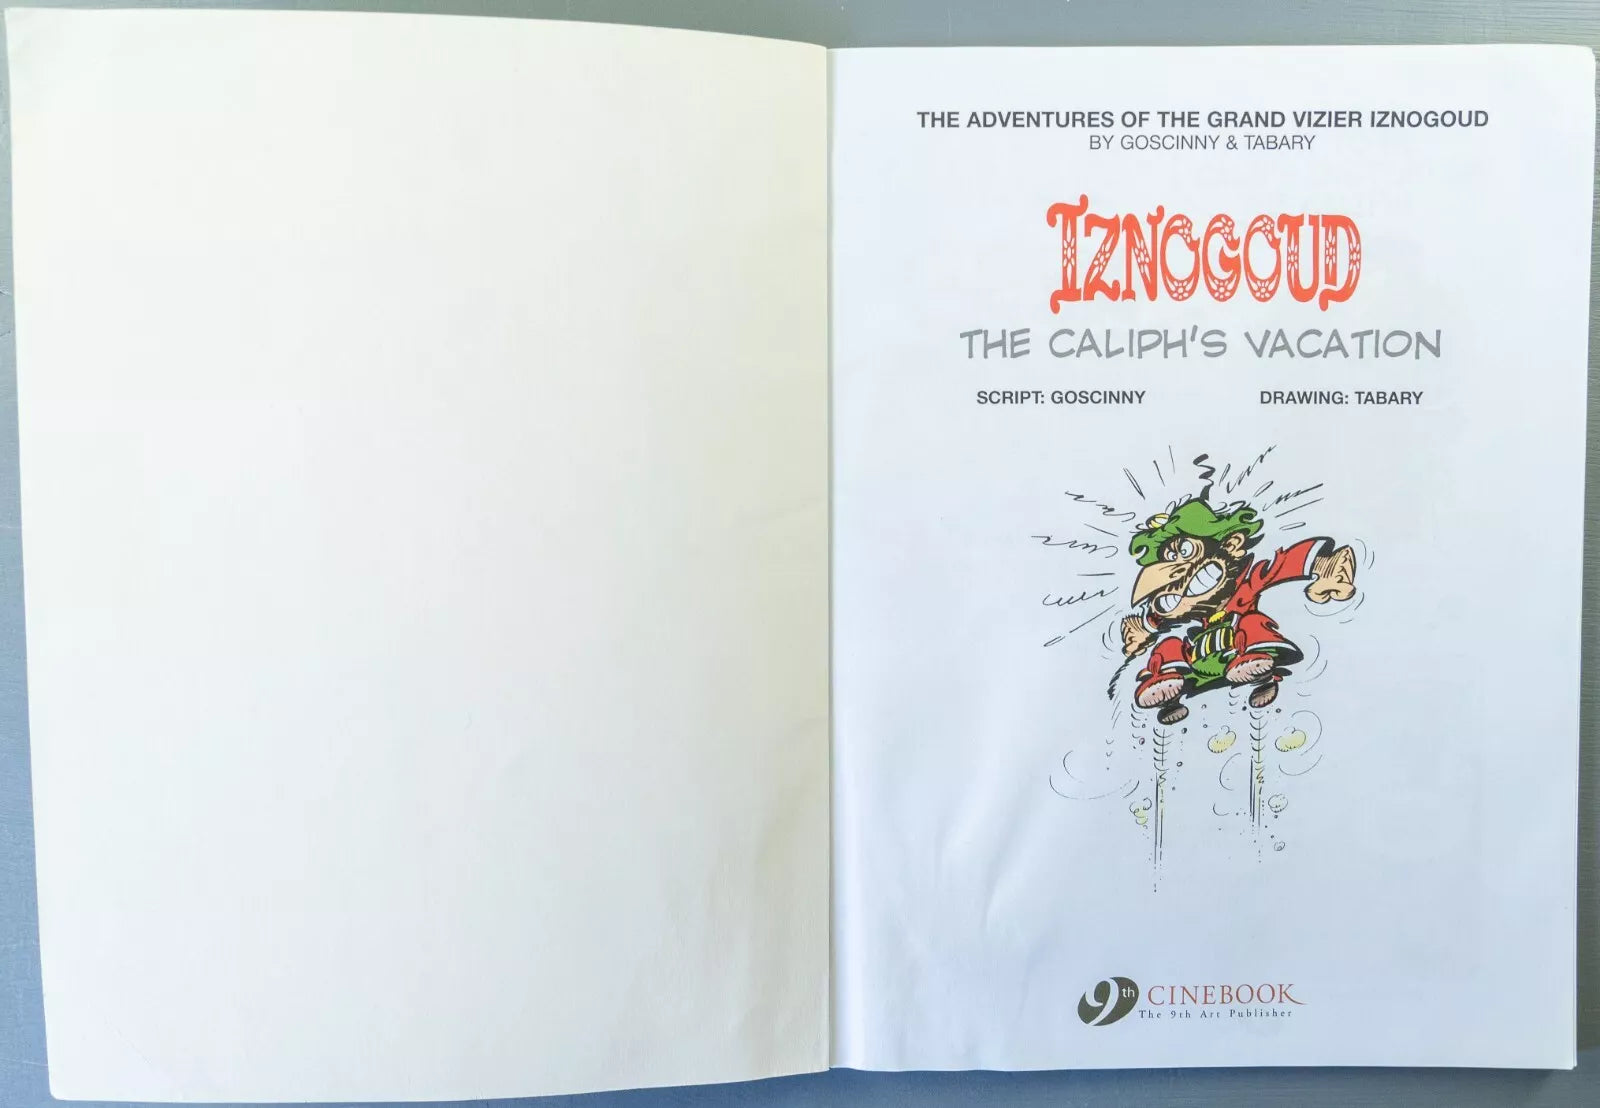 THE ADVENTURES OF THE GRAND VIZIER IZNOGOUD
BY GOSCINNY & TABARY
IZNOGOUD
THE CALIPH'S VACATION
SCRIPT: GOSCINNY DRAWING: TABARY
9th CINEBOOK
The 9th Art Publisher